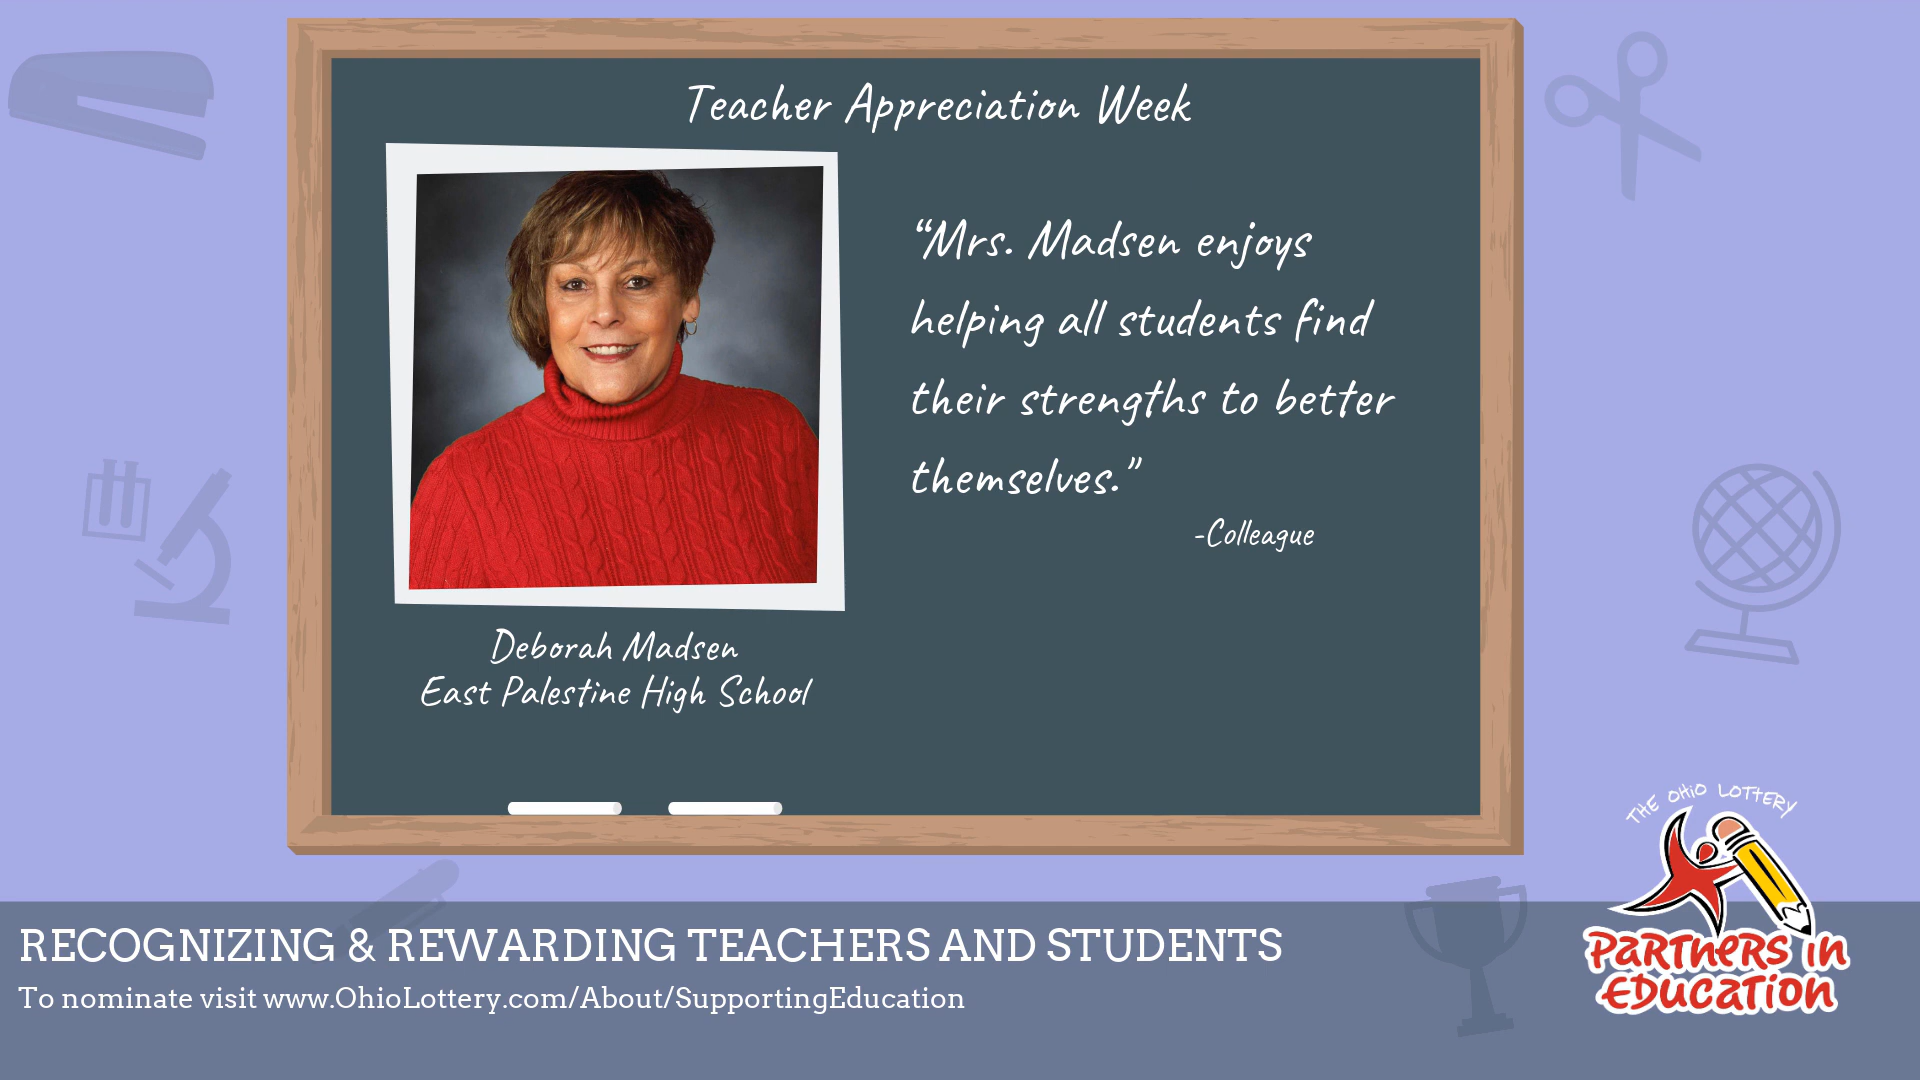 Teacher Appreciation Week
“Mrs. Madsen enjoys
helping all students find
their strengths to better
themselves."
-Colleague
Deborah Madsen
East Palestine High School
THE OHiO LOTTERY
PARTNERS iN
EDUCATiON
RECOGNIZING & REWARDING TEACHERS AND STUDENTS
To nominate visit www.OhioLottery.com/About/SupportingEducation